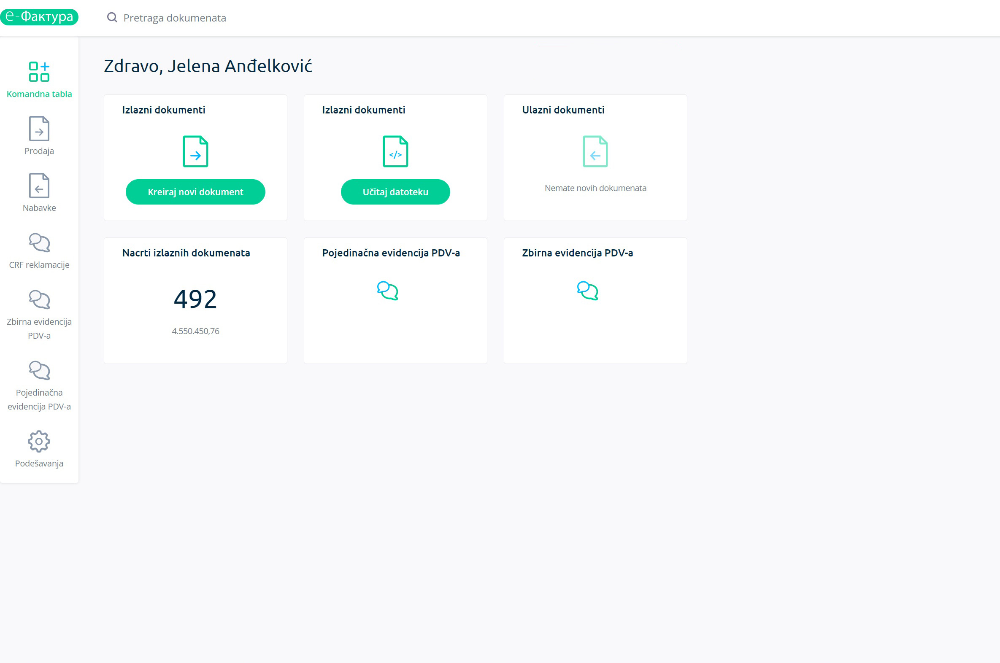 e-Фактура
Pretraga dokumenata
Komandna tabla
Prodaja
Nabavke
CRF reklamacije
Zbirna evidencija
PDV-a
Pojedinačna
evidencija PDV-a
Podešavanja
Zdravo, Jelena Anđelković
Izlazni dokumenti
Kreiraj novi dokument
Izlazni dokumenti
</>
Učitaj datoteku
Ulazni dokumenti
Nemate novih dokumenata
Nacrti izlaznih dokumenata
492
4.550.450,76
Pojedinačna evidencija PDV-a
Zbirna evidencija PDV-a